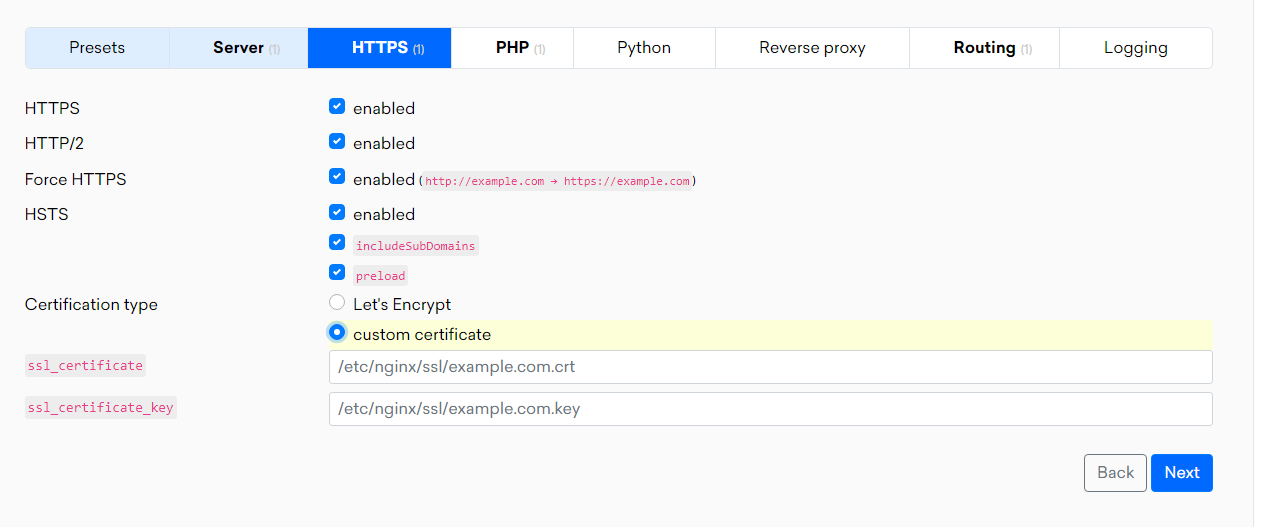 Presets Server (1) HTTPS (1) PHP (1) Python Reverse proxy Routing (1) Logging
HTTPS enabled
HTTP/2 enabled
Force HTTPS enabled (http://example.com → https://example.com)
HSTS enabled
includeSubDomains
preload
Certification type Let's Encrypt
custom certificate
ssl_certificate /etc/nginx/ssl/example.com.crt
ssl_certificate_key /etc/nginx/ssl/example.com.key
Back Next